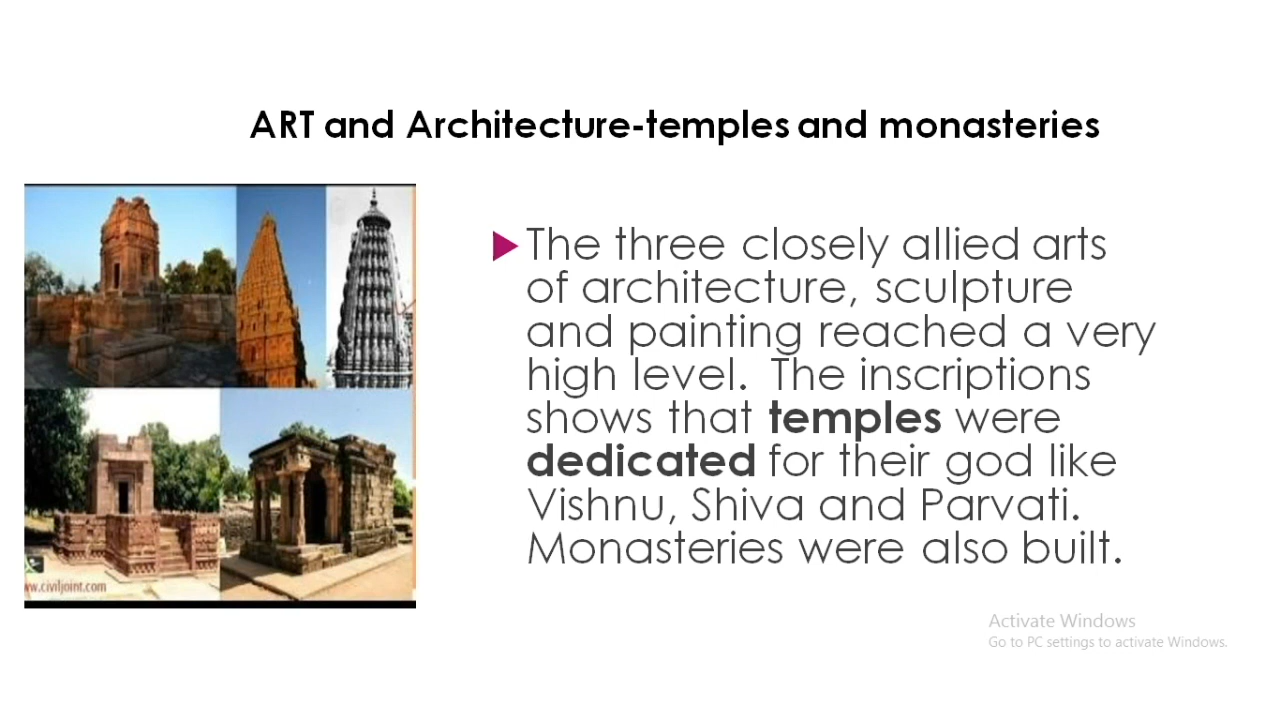 ART and Architecture-temples and monasteries
The three closely allied arts
of architecture, sculpture
and painting reached a very
high level. The inscriptions
shows that temples were
dedicated for their god like
Vishnu, Shiva and Parvati.
Monasteries were also built.
w.civiljoint.com
Activate Windows
Go to PC settings to activate Windows.